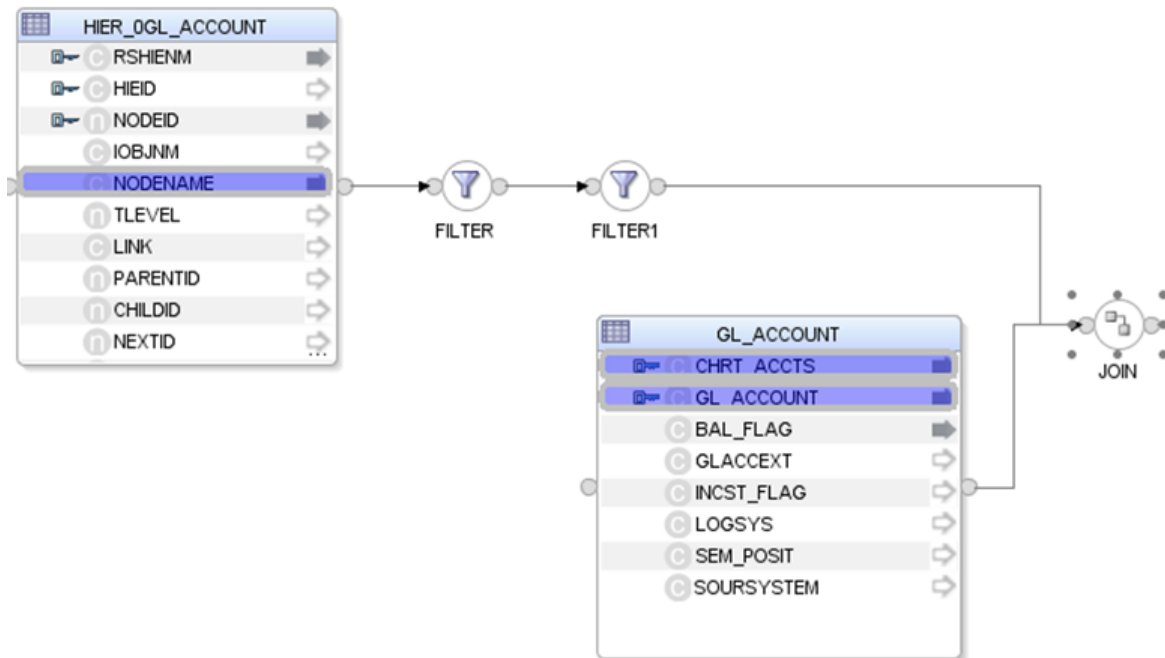 HIER_0GL_ACCOUNT
RSHIENM
HIEID
NODEID
IOBJNM
NODENAME
TLEVEL
LINK
PARENTID
CHILDID
NEXTID
...
FILTER
FILTER1
GL_ACCOUNT
CHRT_ACCTS
GL_ACCOUNT
BAL_FLAG
GLACCEXT
INCST_FLAG
LOGSYS
SEM_POSIT
SOURSYSTEM
JOIN